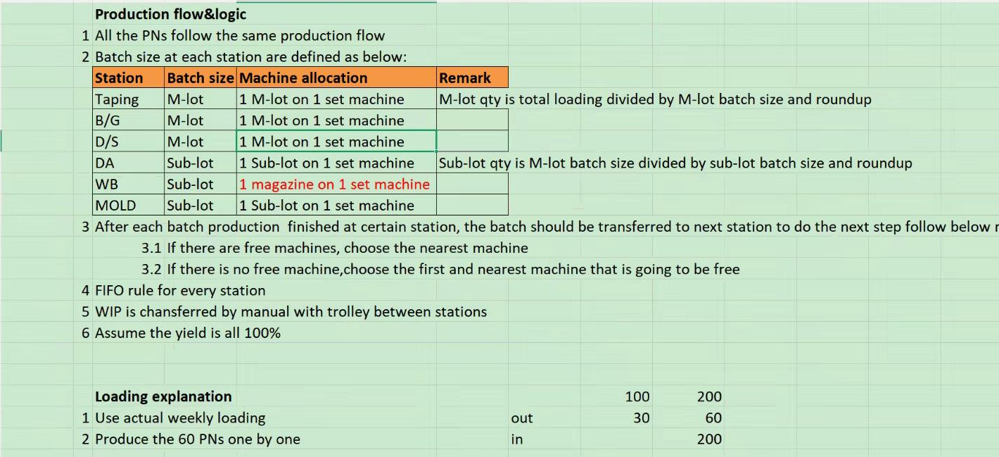 Production flow&logic
1 All the PNs follow the same production flow
2 Batch size at each station are defined as below:
Station Batch size Machine allocation Remark
Taping M-lot 1 M-lot on 1 set machine M-lot qty is total loading divided by M-lot batch size and roundup
B/G M-lot 1 M-lot on 1 set machine
D/S M-lot 1 M-lot on 1 set machine
DA Sub-lot 1 Sub-lot on 1 set machine Sub-lot qty is M-lot batch size divided by sub-lot batch size and roundup
WB Sub-lot 1 magazine on 1 set machine
MOLD Sub-lot 1 Sub-lot on 1 set machine
3 After each batch production finished at certain station, the batch should be transferred to next station to do the next step follow below
3.1 If there are free machines, choose the nearest machine
3.2 If there is no free machine,choose the first and nearest machine that is going to be free
4 FIFO rule for every station
5 WIP is chansferred by manual with trolley between stations
6 Assume the yield is all 100%
Loading explanation 100 200
1 Use actual weekly loading out 30 60
2 Produce the 60 PNs one by one in 200